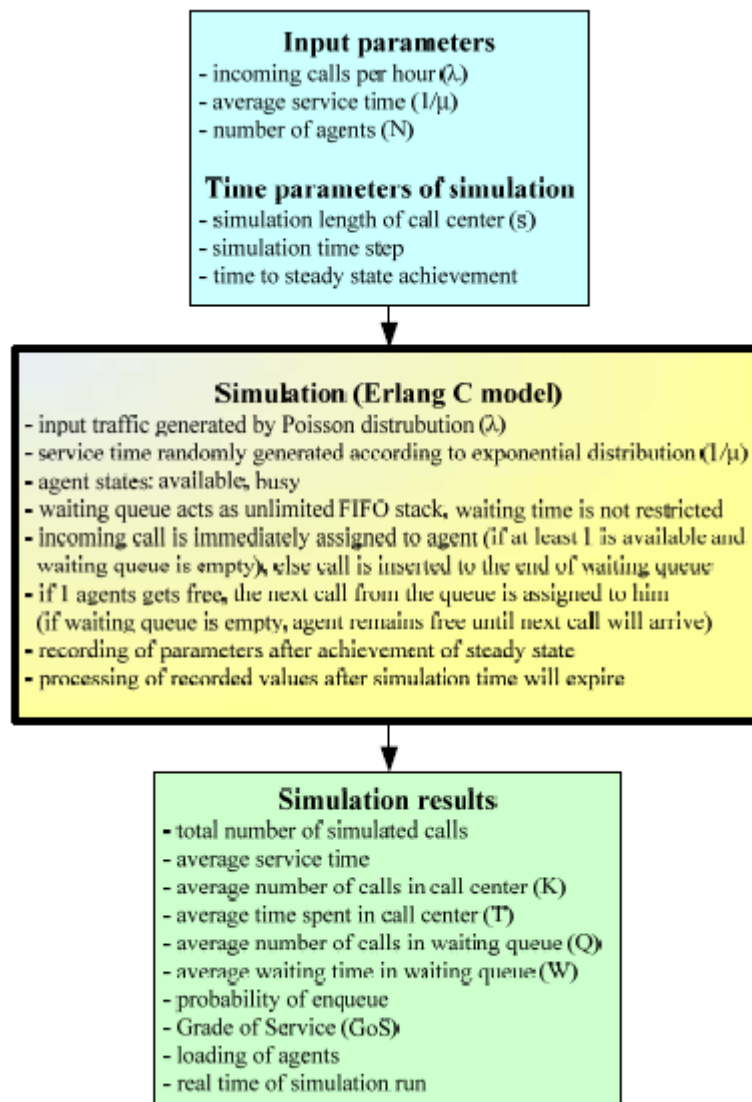 Input parameters
- incoming calls per hour (λ)
- average service time (1/μ)
- number of agents (N)
Time parameters of simulation
- simulation length of call center (s)
- simulation time step
- time to steady state achievement
Simulation (Erlang C model)
- input traffic generated by Poisson distrubution (λ)
- service time randomly generated according to exponential distribution (1/μ)
- agent states: available, busy
- waiting queue acts as unlimited FIFO stack, waiting time is not restricted
- incoming call is immediately assigned to agent (if at least 1 is available and
waiting queue is empty), else call is inserted to the end of waiting queue
- if 1 agents gets free, the next call from the queue is assigned to him
(if waiting queue is empty, agent remains free until next call will arrive)
- recording of parameters after achievement of steady state
- processing of recorded values after simulation time will expire
Simulation results
- total number of simulated calls
- average service time
- average number of calls in call center (K)
- average time spent in call center (T)
- average number of calls in waiting queue (Q)
- average waiting time in waiting queue (W)
- probability of enqueue
- Grade of Service (GoS)
- loading of agents
- real time of simulation run